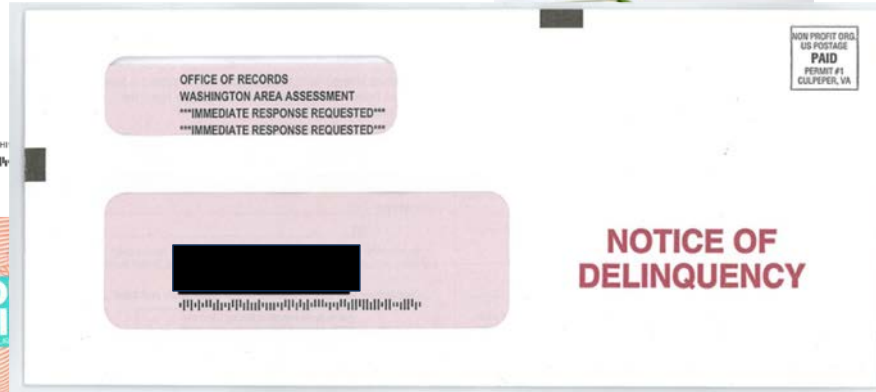 OFFICE OF RECORDS
WASHINGTON AREA ASSESSMENT
***IMMEDIATE RESPONSE REQUESTED***
***IMMEDIATE RESPONSE REQUESTED***
NON PROFIT ORG.
US POSTAGE
PAID
PERMIT #1
CULPEPER, VA
NOTICE OF
DELINQUENCY